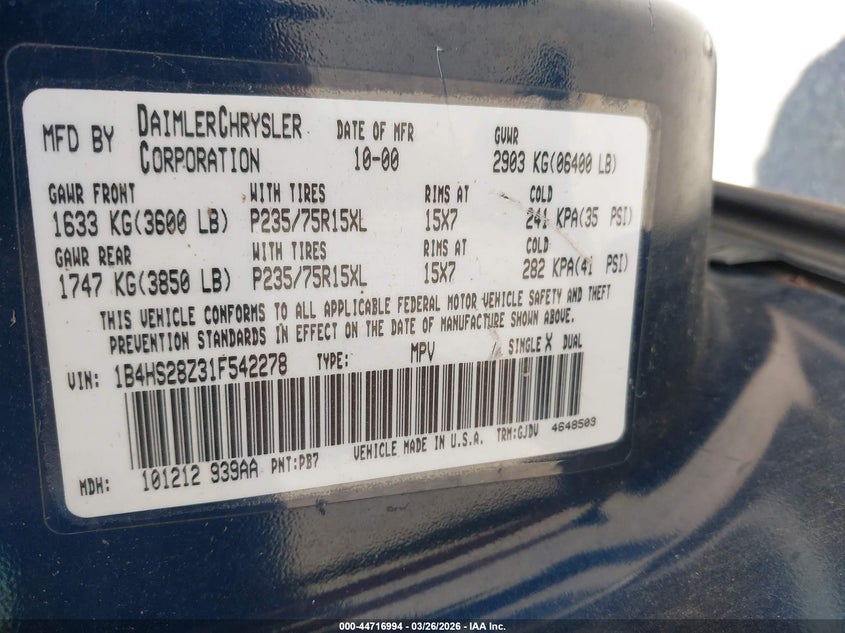 MFD BY DAIMLERCHRYSLER CORPORATION DATE OF MFR 10-00 GVWR 2903 KG(06400 LB)
GAWR FRONT WITH TIRES RIMS AT COLD
1633 KG(3600 LB) P235/75R15XL 15X7 241 KPA(35 PSI)
GAWR REAR WITH TIRES RIMS AT COLD
1747 KG(3850 LB) P235/75R15XL 15X7 282 KPA(41 PSI)
THIS VEHICLE CONFORMS TO ALL APPLICABLE FEDERAL MOTOR VEHICLE SAFETY AND THEFT
PREVENTION STANDARDS IN EFFECT ON THE DATE OF MANUFACTURE SHOWN ABOVE.
VIN: 1B4HS28Z31F542278 TYPE: MPV SINGLE X DUAL
VEHICLE MADE IN U.S.A. TRM:GJDV 4648503
MDH: 101212 939AA PNT:PB7
000-44716994 | 03/26/2026 - IAA Inc.